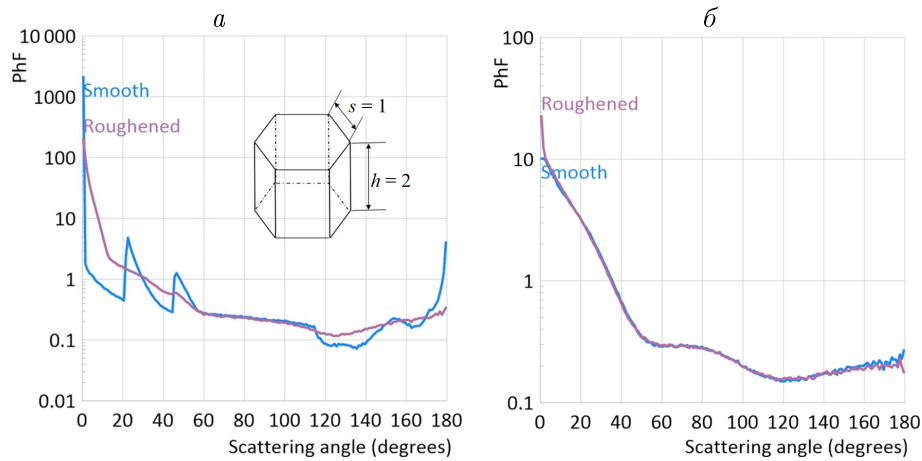 а
10 000
1000
100
10
1
0.1
0.01
PhF
Smooth
Roughened
s = 1
h = 2
0 20 40 60 80 100 120 140 160 180
Scattering angle (degrees)
б
100
10
1
0.1
PhF
Roughened
Smooth
0 20 40 60 80 100 120 140 160 180
Scattering angle (degrees)